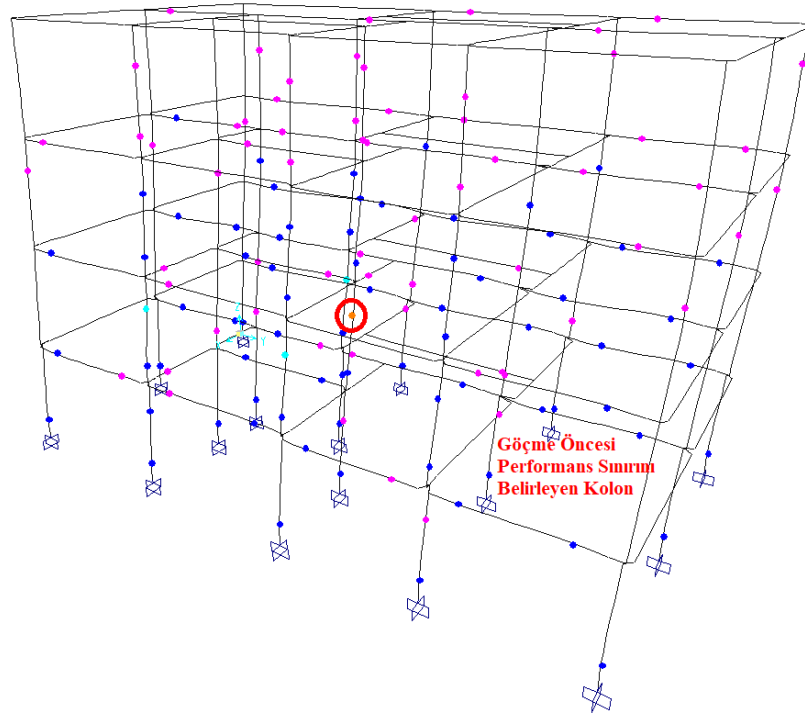 Z
X
Y
Göçme Öncesi
Performans Sınırını
Belirleyen Kolon